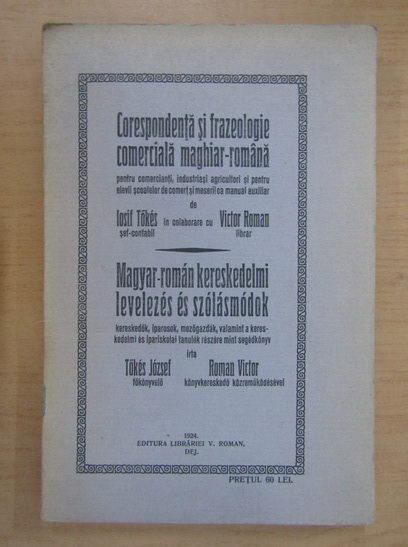 Corespondență și frazeologie
comercială maghiar-română
pentru comercianți, industriași agricultori și pentru
elevii școalelor de comerț și meserii ca manual auxiliar
de
Iosif Tőkés în colaborare cu Victor Roman
șef-contabil librar
Magyar-román kereskedelmi
levelezés és szólásmódok
kereskedők, iparosok, mezőgazdák, valamint a keres-
kedelmi és ipariskolai tanulók részére mint segédkönyv
írta
Tőkés József Roman Victor
főkönyvelő könyvkereskedő közreműködésével
1924.
EDITURA LIBRĂRIEI V. ROMAN,
DEJ.
PREȚUL 60 LEI.